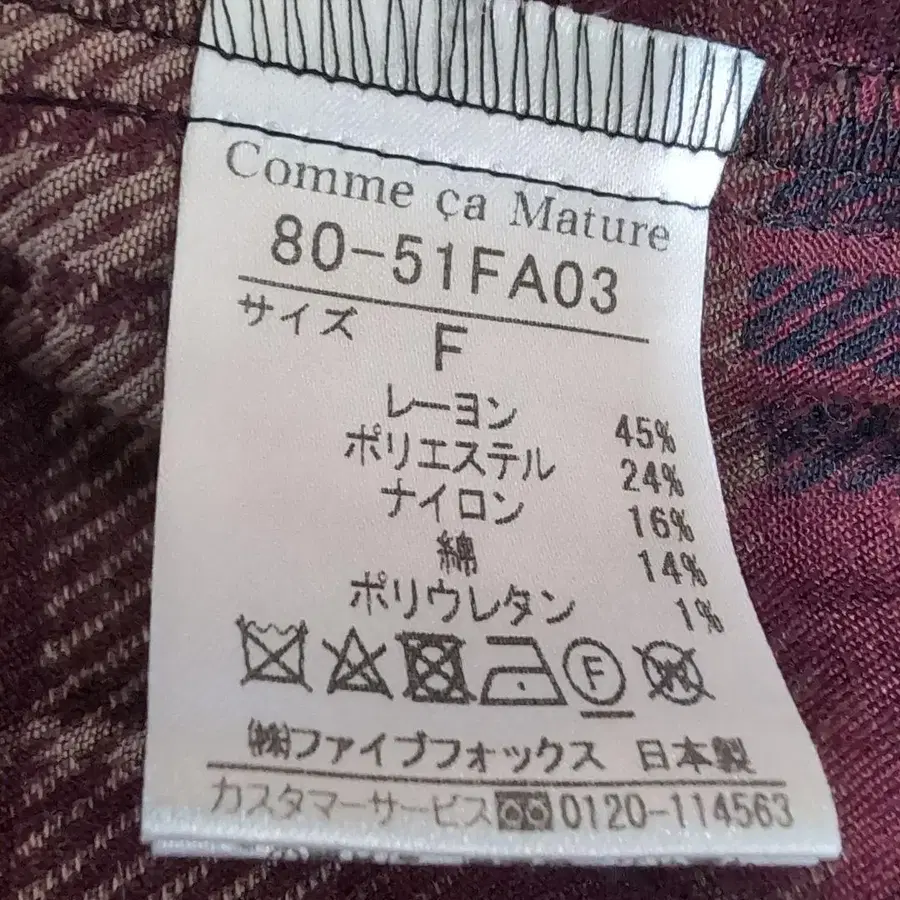 Comme ça Mature
80-51FA03
サイズ F
レーヨン 45%
ポリエステル 24%
ナイロン 16%
綿 14%
ポリウレタン 1%
F W
㈱ファイブフォックス 日本製
カスタマーサービス 0120-114563